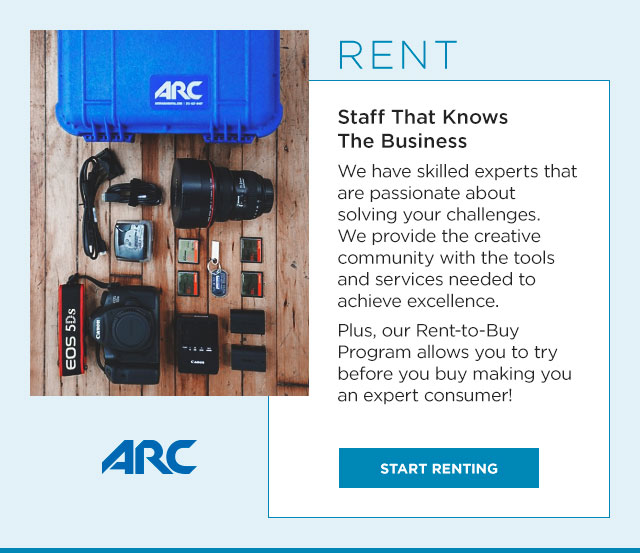 RENT
ARC
Staff That Knows
The Business
We have skilled experts that
are passionate about
solving your challenges.
We provide the creative
community with the tools
and services needed to
achieve excellence.
Plus, our Rent-to-Buy
Program allows you to try
before you buy making you
an expert consumer!
EOS 5Ds
Canon
Canon
ARC
START RENTING